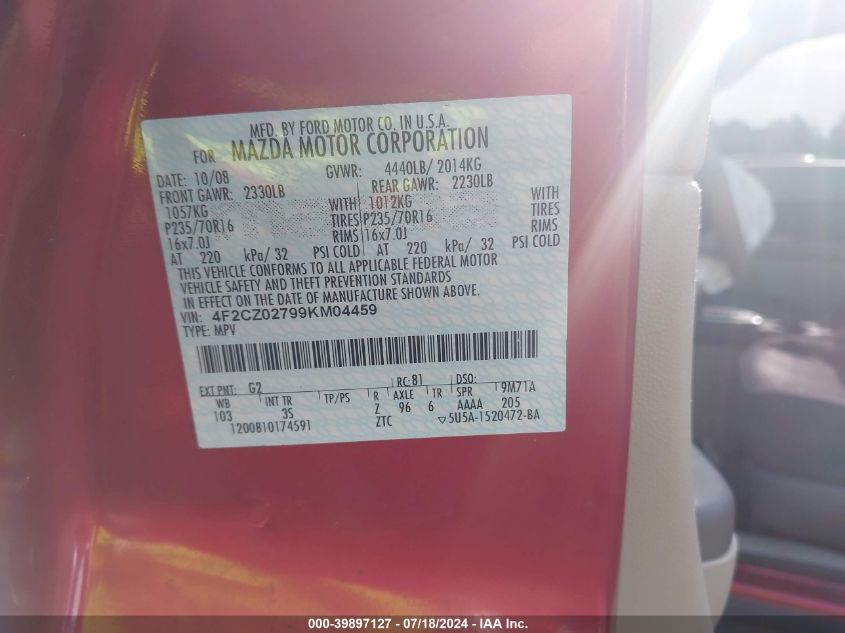 MFD. BY FORD MOTOR CO. IN U.S.A.
FOR MAZDA MOTOR CORPORATION
DATE: 10/08 GVWR: 4440LB/ 2014KG
FRONT GAWR: 2330LB REAR GAWR: 2230LB
1057KG WITH 1012KG WITH
P235/70R16 TIRES P235/70R16 TIRES
16x7.0J RIMS 16x7.0J RIMS
AT 220 kPa/ 32 PSI COLD AT 220 kPa/ 32 PSI COLD
THIS VEHICLE CONFORMS TO ALL APPLICABLE FEDERAL MOTOR
VEHICLE SAFETY AND THEFT PREVENTION STANDARDS
IN EFFECT ON THE DATE OF MANUFACTURE SHOWN ABOVE.
VIN: 4F2CZ02799KM04459
TYPE: MPV
EXT PNT: G2 RC: 81 DSO:
WB INT TR TP/PS R AXLE TR SPR 9M71A
103 3S Z 96 6 AAAA 205
1200810174591 ZTC ▽5U5A-1520472-BA
000-39897127 - 07/18/2024 - IAA Inc.